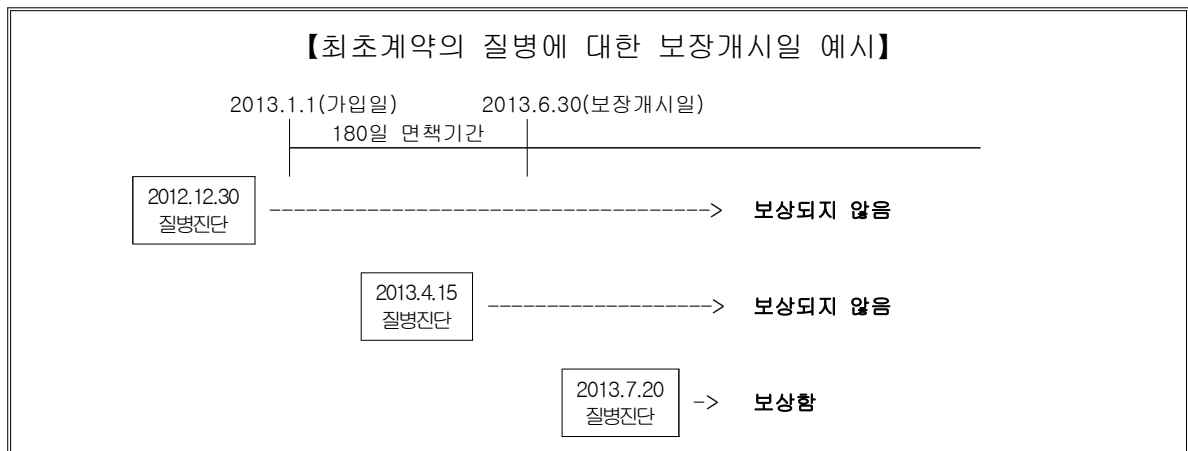 【최초계약의 질병에 대한 보장개시일 예시】
2013.1.1(가입일) 2013.6.30(보장개시일)
180일 면책기간
2012.12.30
질병진단
보상되지 않음
2013.4.15
질병진단
보상되지 않음
2013.7.20
질병진단
보상함